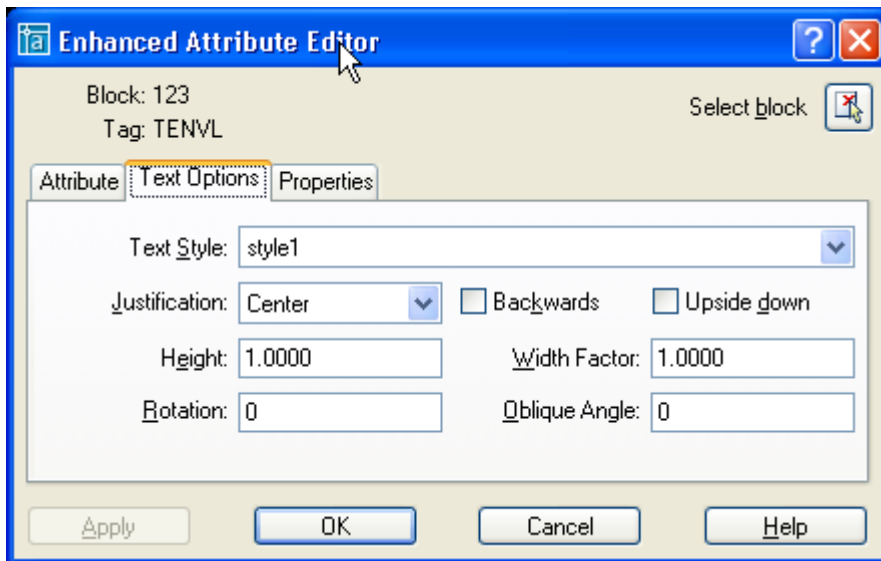 Enhanced Attribute Editor
Block: 123
Tag: TENVL
Select block
Attribute Text Options Properties
Text Style: style1
Justification: Center Backwards Upside down
Height: 1.0000 Width Factor: 1.0000
Rotation: 0 Oblique Angle: 0
Apply OK Cancel Help